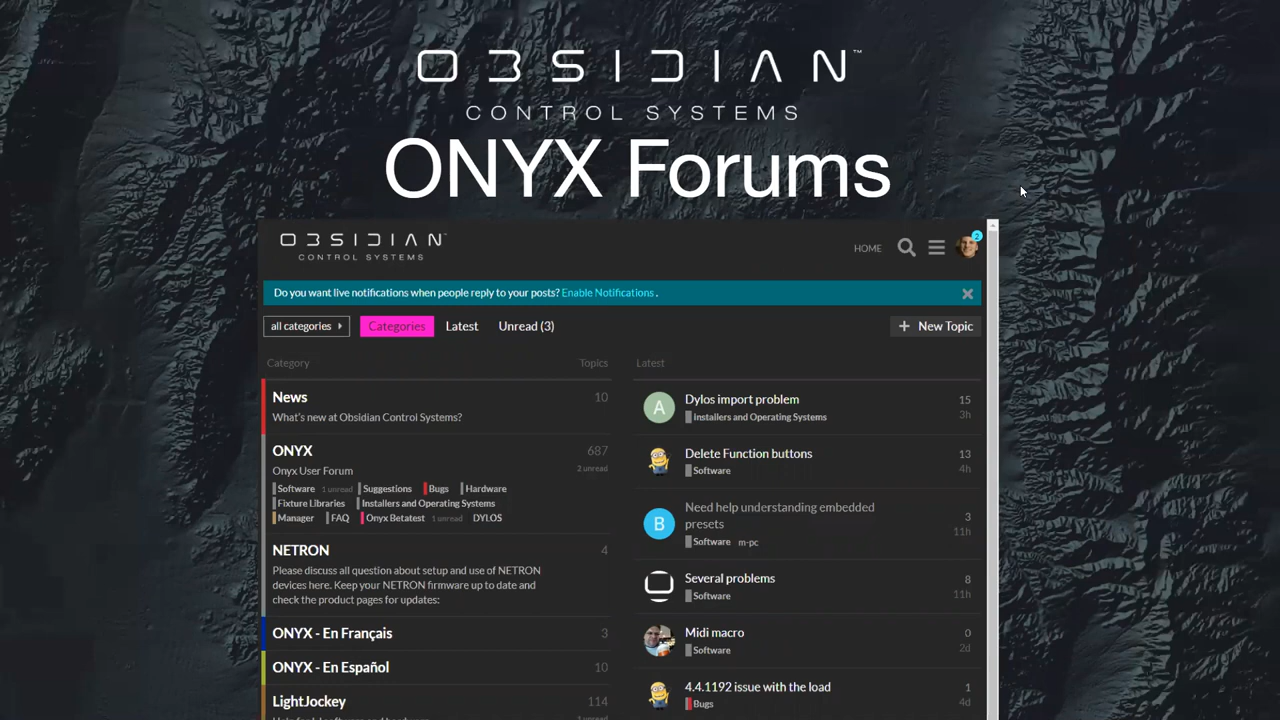 OBSIDIAN™
CONTROL SYSTEMS
ONYX Forums
OBSIDIAN™
CONTROL SYSTEMS
HOME
2
Do you want live notifications when people reply to your posts? Enable Notifications .
all categories
Categories
Latest
Unread (3)
+ New Topic
Category
Topics
News
10
What's new at Obsidian Control Systems?
ONYX
687
Onyx User Forum
2 unread
Software 1 unread Suggestions Bugs Hardware
Fixture Libraries Installers and Operating Systems
Manager FAQ Onyx Betatest 1 unread DYLOS
NETRON
4
Please discuss all question about setup and use of NETRON
devices here. Keep your NETRON firmware up to date and
check the product pages for updates:
ONYX - En Français
3
ONYX - En Español
10
LightJockey
114
Latest
A
Dylos import problem
15
Installers and Operating Systems
3h
Delete Function buttons
13
Software
4h
B
Need help understanding embedded
presets
3
Software m-pc
11h
Several problems
8
Software
11h
Midi macro
0
Software
2d
4.4.1192 issue with the load
1
Bugs
4d